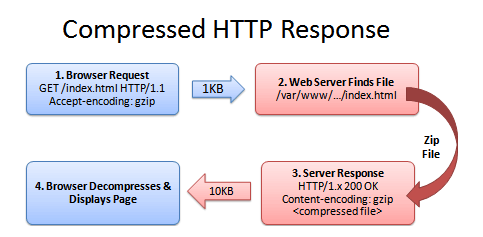 Compressed HTTP Response
1. Browser Request
GET /index.html HTTP/1.1
Accept-encoding: gzip
1KB
2. Web Server Finds File
/var/www/.../index.html
Zip
File
3. Server Response
HTTP/1.x 200 OK
Content-encoding: gzip
<compressed file>
10KB
4. Browser Decompresses &
Displays Page